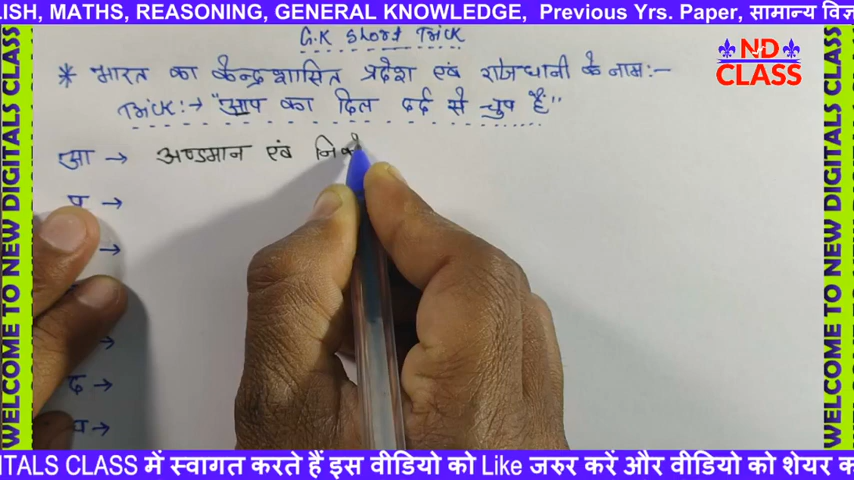 LISH, MATHS, REASONING, GENERAL KNOWLEDGE, Previous Yrs. Paper, सामान्य विज्ञ
G.K Short Trick
ND CLASS
* भारत का केन्द्रशासित प्रदेश एवं राजधानी के नाम:-
Trick:→ "आप का दिल दर्द से चुप हैं"
आ → अण्डमान एवं निक
प →
→
→
द →
च →
WELCOME TO NEW DIGITALS CLASS
WELCOME TO NEW DIGITALS CLASS
ITALS CLASS में स्वागत करते हैं इस वीडियो को Like जरुर करें और वीडियो को शेयर क